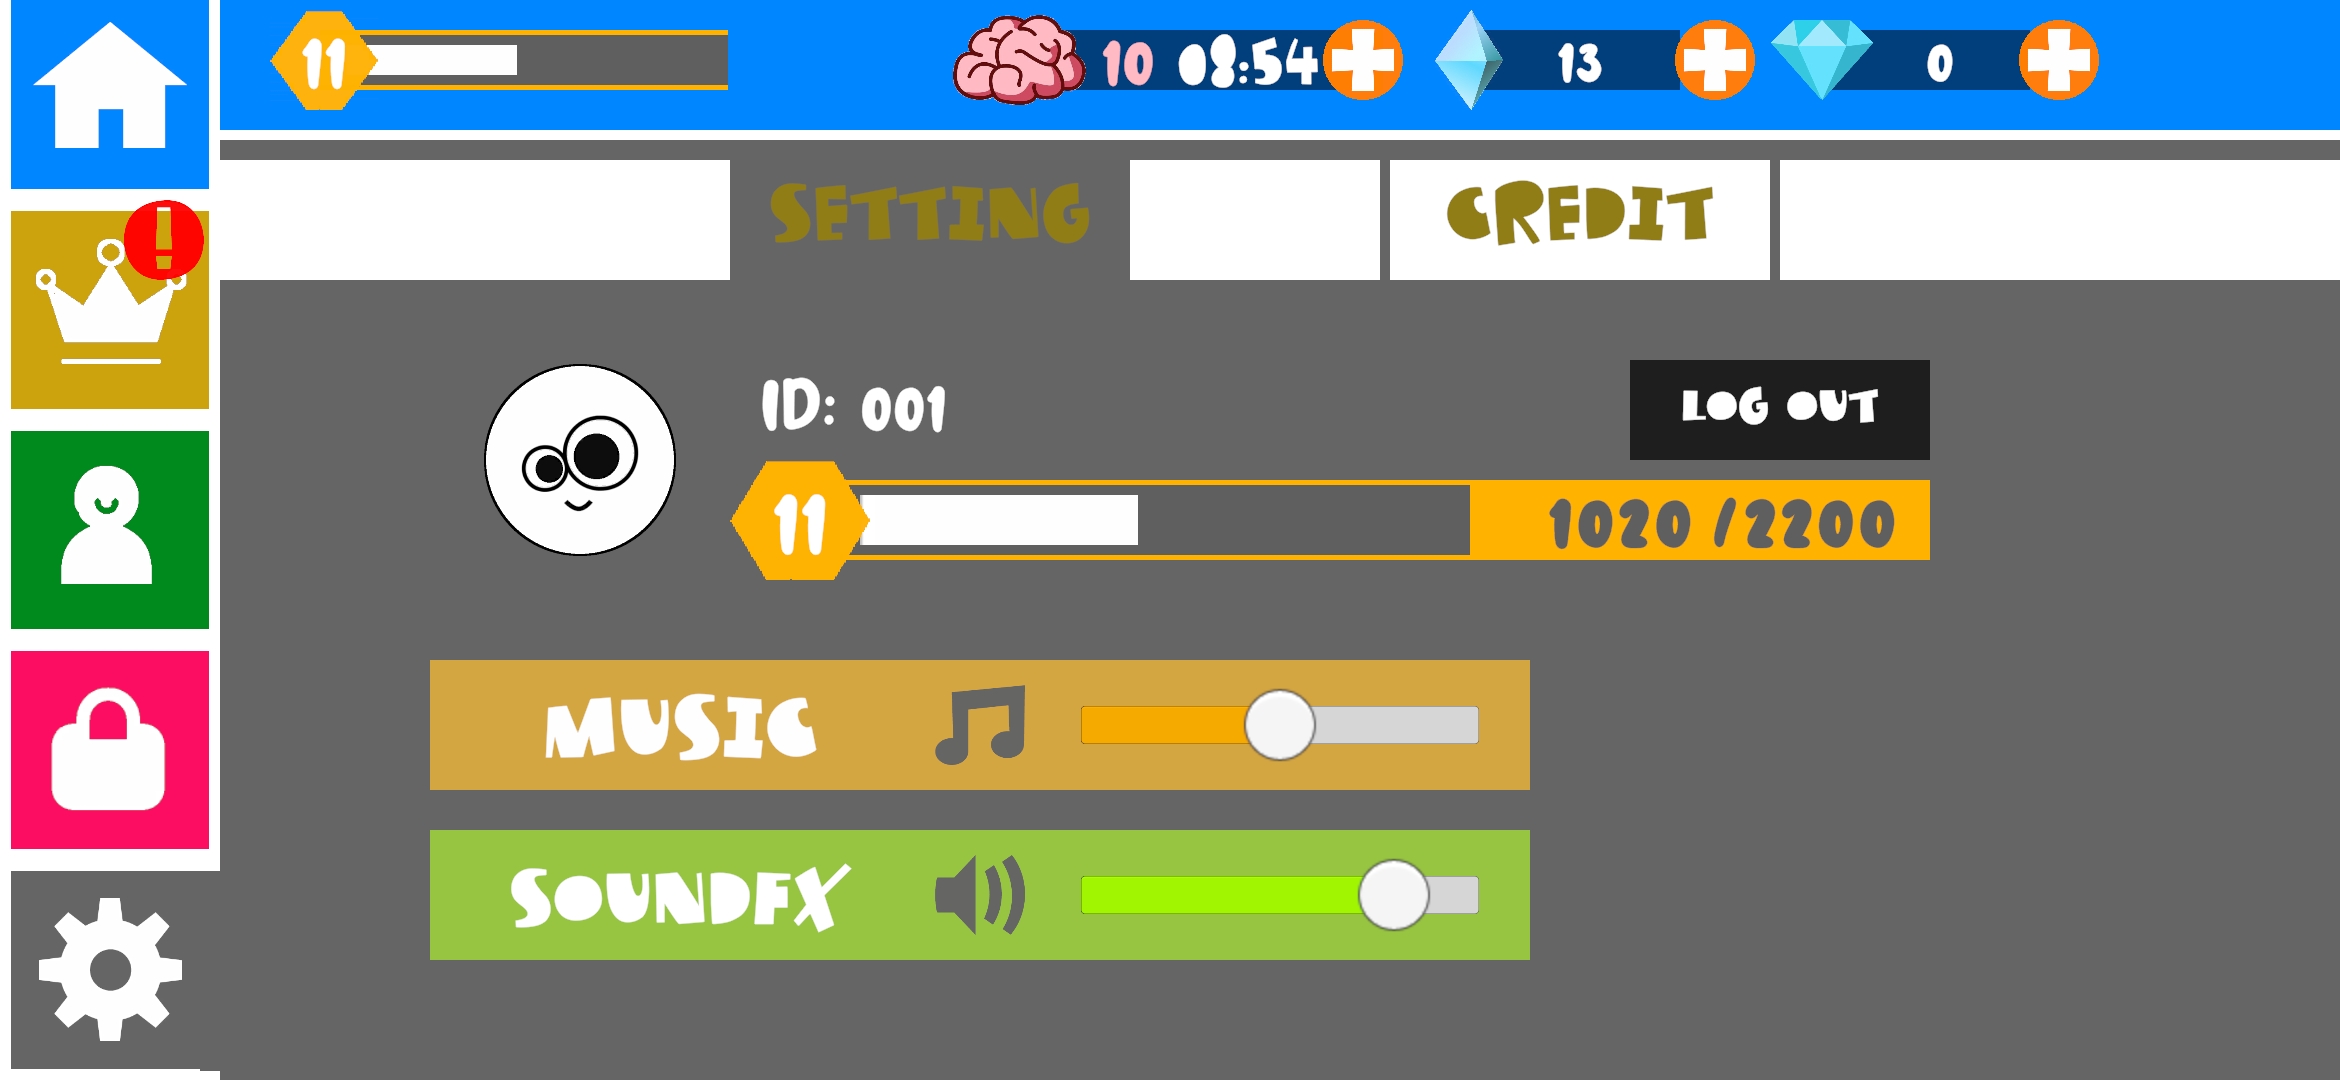 11 10 08:54 13 0
SETTING CREDIT
ID: 001 LOG OUT
11 1020 /2200
MUSIC
SOUNDFX